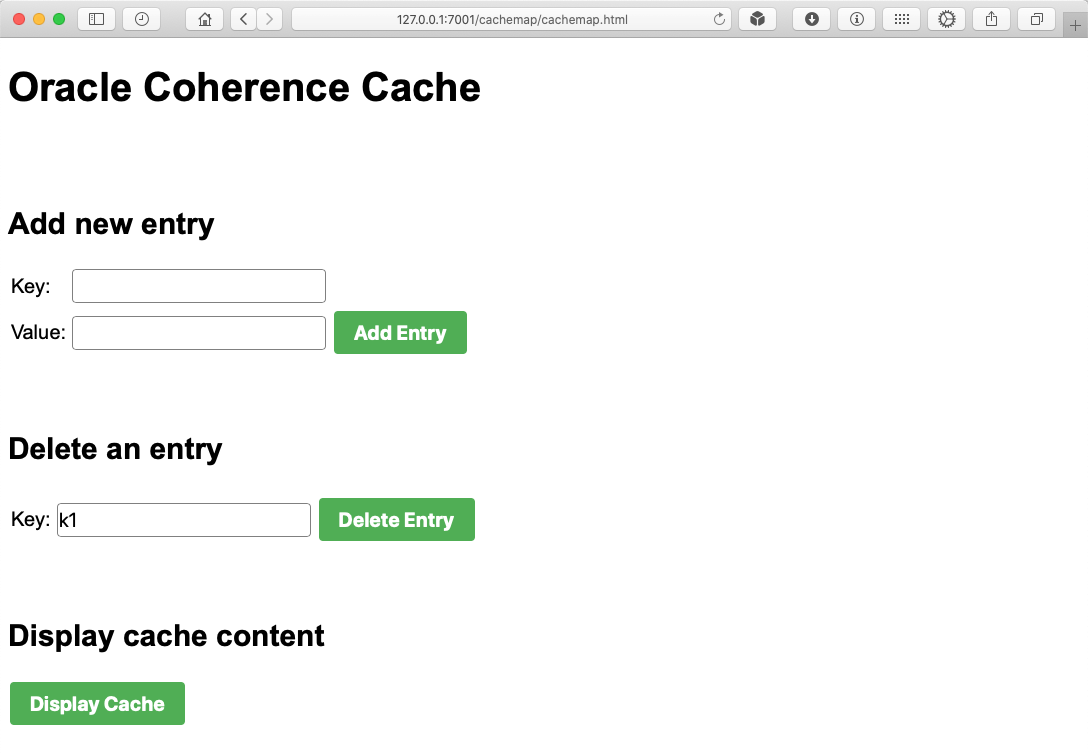 127.0.0.1:7001/cachemap/cachemap.html
Oracle Coherence Cache
Add new entry
Key:
Value: Add Entry
Delete an entry
Key: k1 Delete Entry
Display cache content
Display Cache